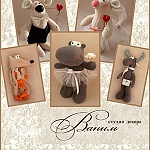 студия декора
Ваниль